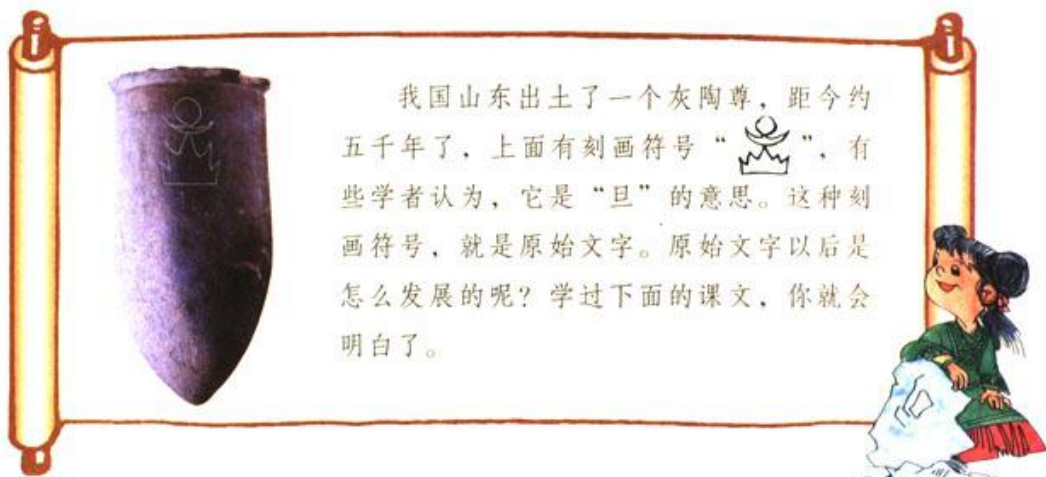 我国山东出土了一个灰陶尊，距今约
五千年了，上面有刻画符号“ ”，有
些学者认为，它是“旦”的意思。这种刻
画符号，就是原始文字。原始文字以后是
怎么发展的呢？学过下面的课文，你就会
明白了。